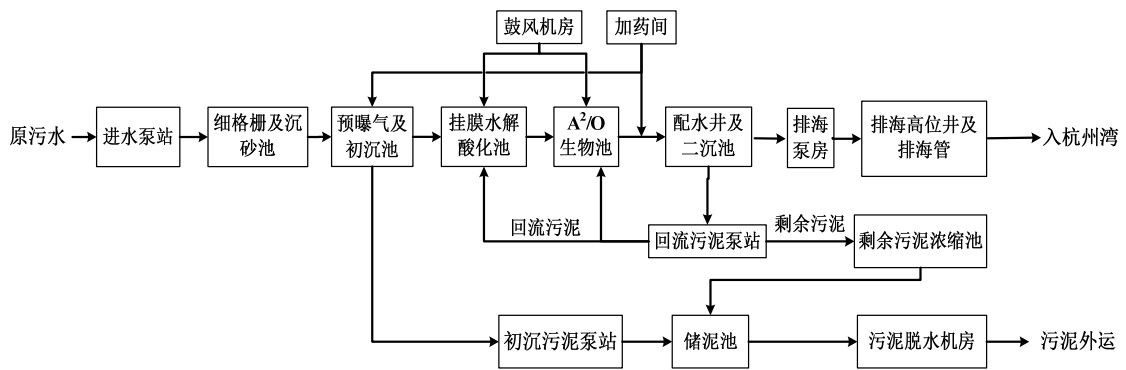 鼓风机房
加药间
原污水
进水泵站
细格栅及沉
砂池
预曝气及
初沉池
挂膜水解
酸化池
A²/O
生物池
配水井及
二沉池
排海
泵房
排海高位井及
排海管
入杭州湾
回流污泥
回流污泥泵站
剩余污泥
剩余污泥浓缩池
初沉污泥泵站
储泥池
污泥脱水机房
污泥外运